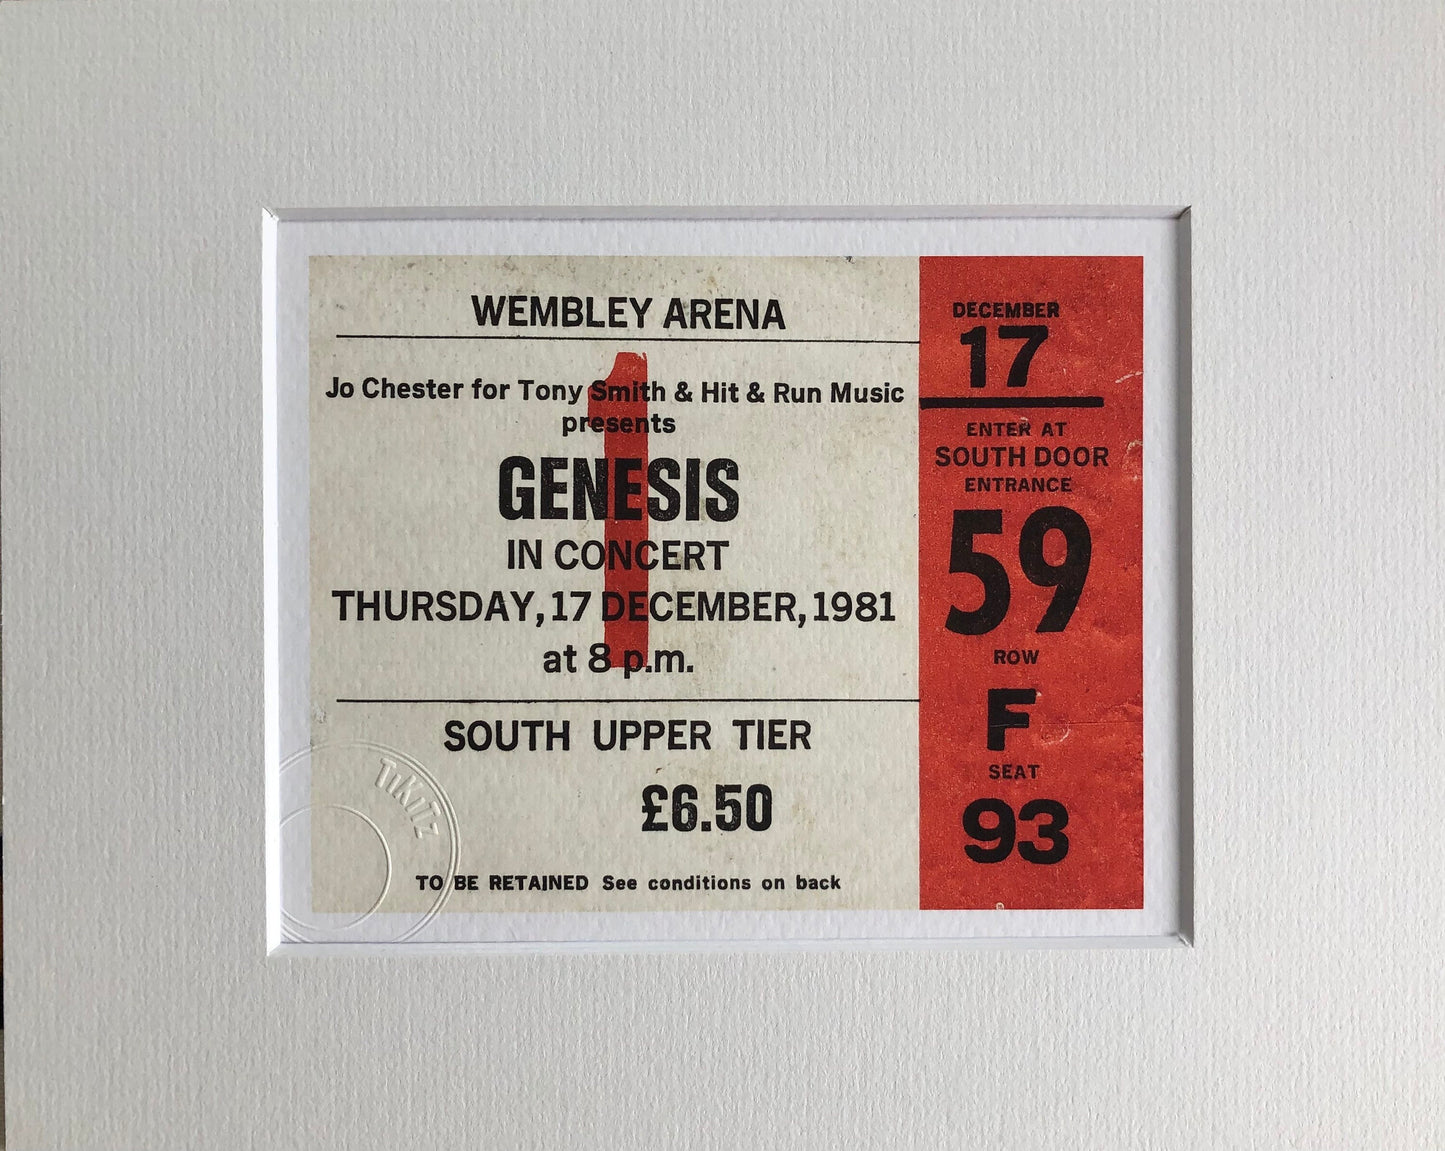 WEMBLEY ARENA
1
Jo Chester for Tony Smith & Hit & Run Music
presents
GENESIS
IN CONCERT
THURSDAY, 17 DECEMBER, 1981
at 8 p.m.
SOUTH UPPER TIER
£6.50
TO BE RETAINED See conditions on back
TIKITZ
DECEMBER
17
ENTER AT
SOUTH DOOR
ENTRANCE
59
ROW
F
SEAT
93